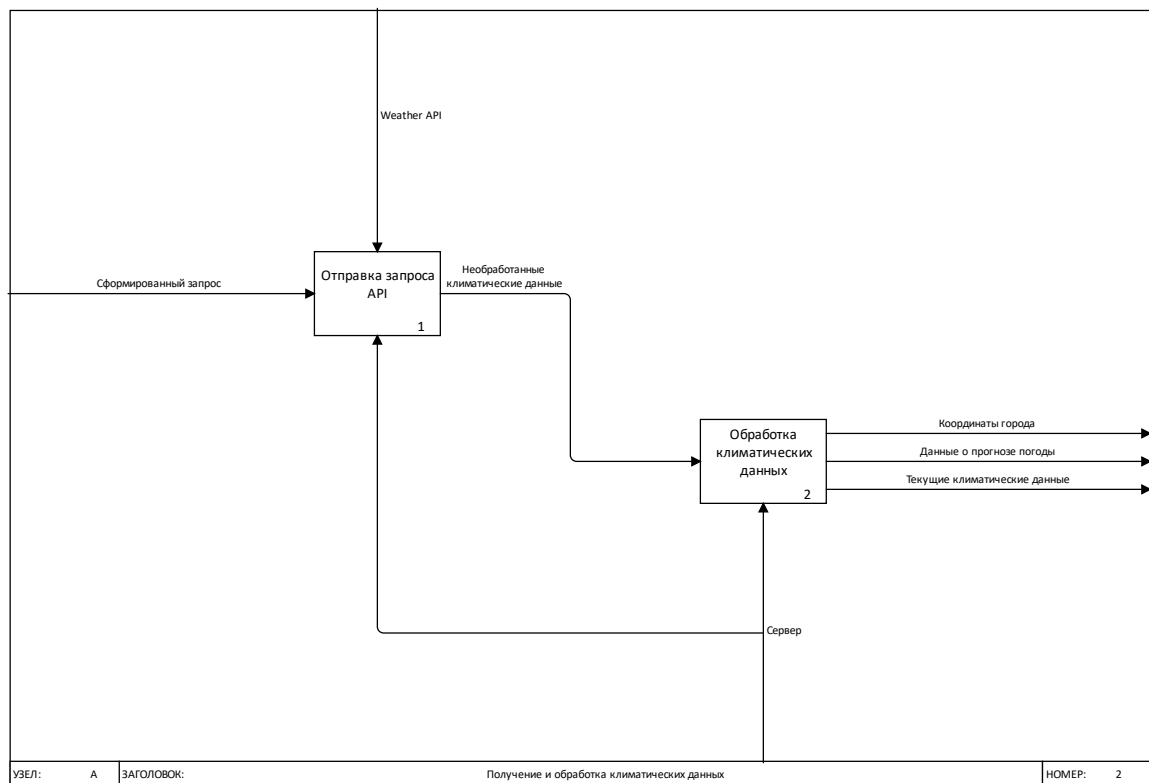 Weather API
Отправка запроса
API
1
Сформированный запрос
Необработанные
климатические данные
Обработка
климатических
данных
2
Координаты города
Данные о прогнозе погоды
Текущие климатические данные
Сервер
УЗЕЛ: A ЗАГОЛОВОК: Получение и обработка климатических данных НОМЕР: 2